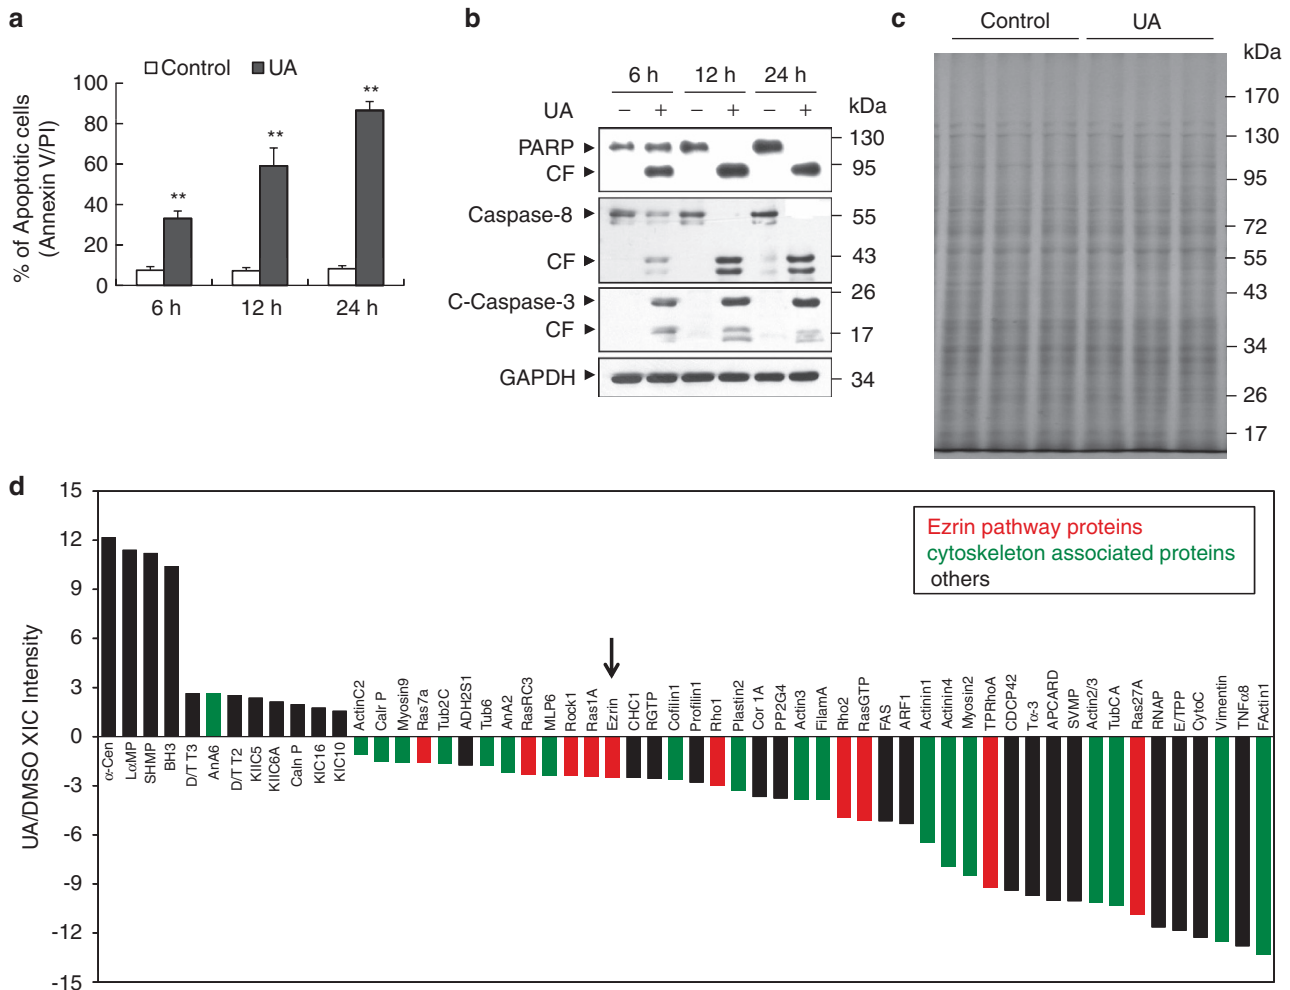 a
Control UA
% of Apoptotic cells
(Annexin V/PI)
100
80
60
40
20
0
**
**
**
6 h 12 h 24 h
b
6 h 12 h 24 h
UA – + – + – + kDa
PARP
CF
130
95
Caspase-8
CF
55
43
C-Caspase-3
CF
26
17
GAPDH
34
c
Control UA
kDa
170
130
95
72
55
43
34
26
17
d
UA/DMSO XIC Intensity
15
12
9
6
3
0
-3
-6
-9
-12
-15
Ezrin pathway proteins
cytoskeleton associated proteins
others
α-Cen
LαMP
SHMP
BH3
D/T T3
AnA6
D/T T2
KIIC5
KIIC6A
Caln P
KIC16
KIC10
ActinC2
Calr P
Myosin9
Ras7a
Tub2C
ADH2S1
Tub6
AnA2
RasRC3
MLP6
Rock1
Ras1A
Ezrin
CHC1
RGTP
Cofilin1
Profilin1
Rho1
Plastin2
Cor 1A
PP2G4
Actin3
FilamA
Rho2
RasGTP
FAS
ARF1
Actinin1
Actinin4
Myosin2
TPRhoA
CDCP42
Tα-3
APCARD
SVMP
Actin2/3
TubCA
Ras27A
RNAP
E/TPP
CytoC
Vimentin
TNFα8
FActin1